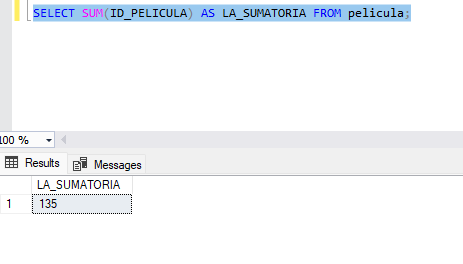 SELECT SUM(ID_PELICULA) AS LA_SUMATORIA FROM pelicula;
100 %
Results Messages
LA_SUMATORIA
1 135